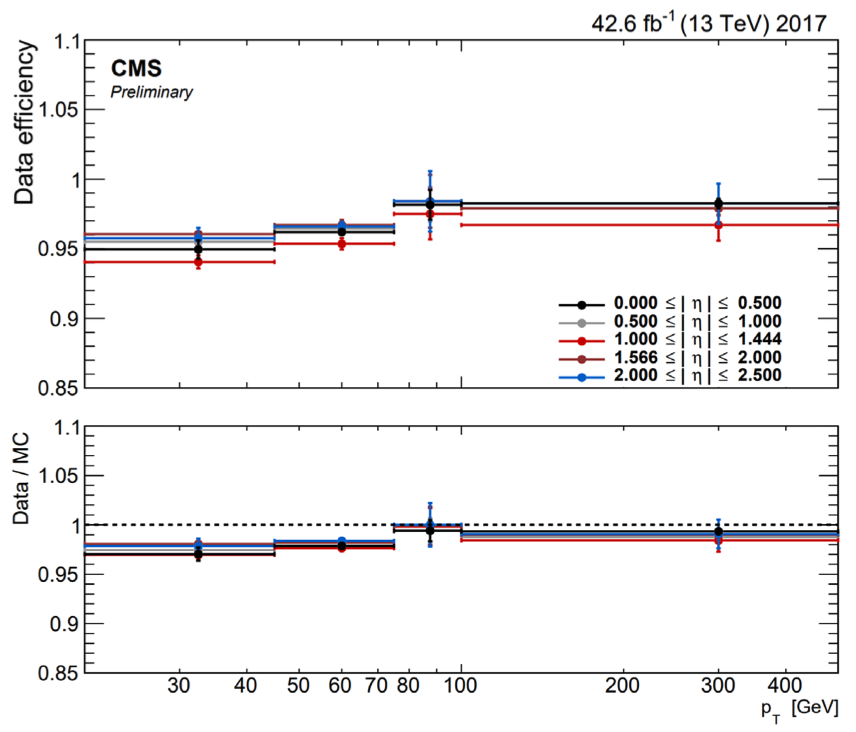 42.6 fb⁻¹ (13 TeV) 2017
CMS
Preliminary
Data efficiency
1.1
1.05
1
0.95
0.9
0.85
0.000 ≤ | η | ≤ 0.500
0.500 ≤ | η | ≤ 1.000
1.000 ≤ | η | ≤ 1.444
1.566 ≤ | η | ≤ 2.000
2.000 ≤ | η | ≤ 2.500
Data / MC
1.1
1.05
1
0.95
0.9
0.85
30 40 50 60 70 80 100 200 300 400
p_T [GeV]